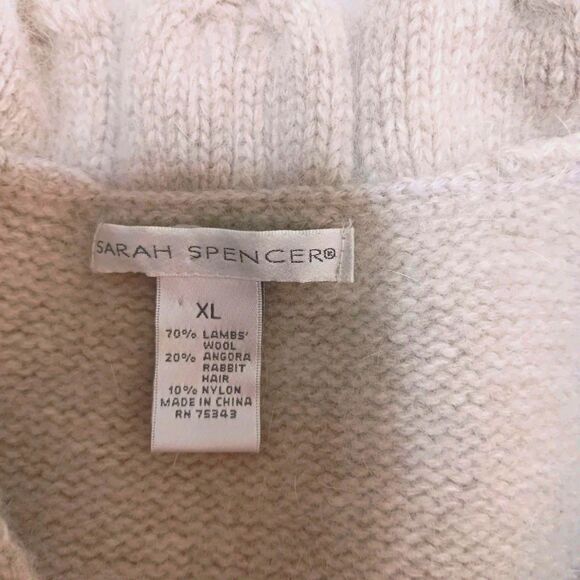 SARAH SPENCER®
XL
70% LAMBS'
WOOL
20% ANGORA
RABBIT
HAIR
10% NYLON
MADE IN CHINA
RN 75343